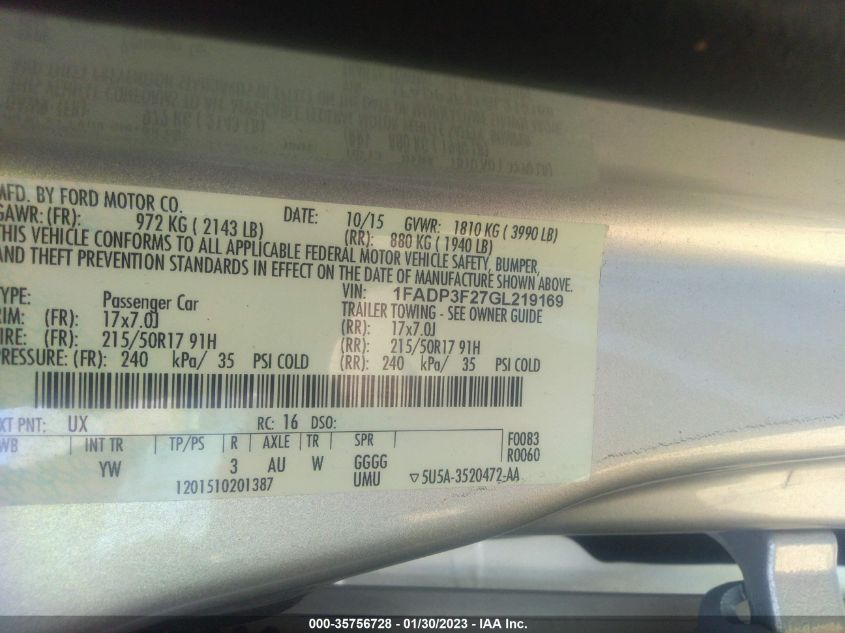 MFD. BY FORD MOTOR CO.
DATE: 10/15 GVWR: 1810 KG ( 3990 LB)
GAWR: (FR): 972 KG ( 2143 LB) (RR): 880 KG ( 1940 LB)
THIS VEHICLE CONFORMS TO ALL APPLICABLE FEDERAL MOTOR VEHICLE SAFETY, BUMPER,
AND THEFT PREVENTION STANDARDS IN EFFECT ON THE DATE OF MANUFACTURE SHOWN ABOVE.
VIN: 1FADP3F27GL219169
TYPE: Passenger Car TRAILER TOWING - SEE OWNER GUIDE
RIM: (FR): 17x7.0J (RR): 17x7.0J
TIRE: (FR): 215/50R17 91H (RR): 215/50R17 91H
PRESSURE: (FR): 240 kPa/ 35 PSI COLD (RR): 240 kPa/ 35 PSI COLD
EXT PNT: UX RC: 16 DSO:
WB INT TR TP/PS R AXLE TR SPR F0083
R0060
YW 3 AU W GGGG
UMU
1201510201387 5U5A-3520472-AA
000-35756728 - 01/30/2023 - IAA Inc.